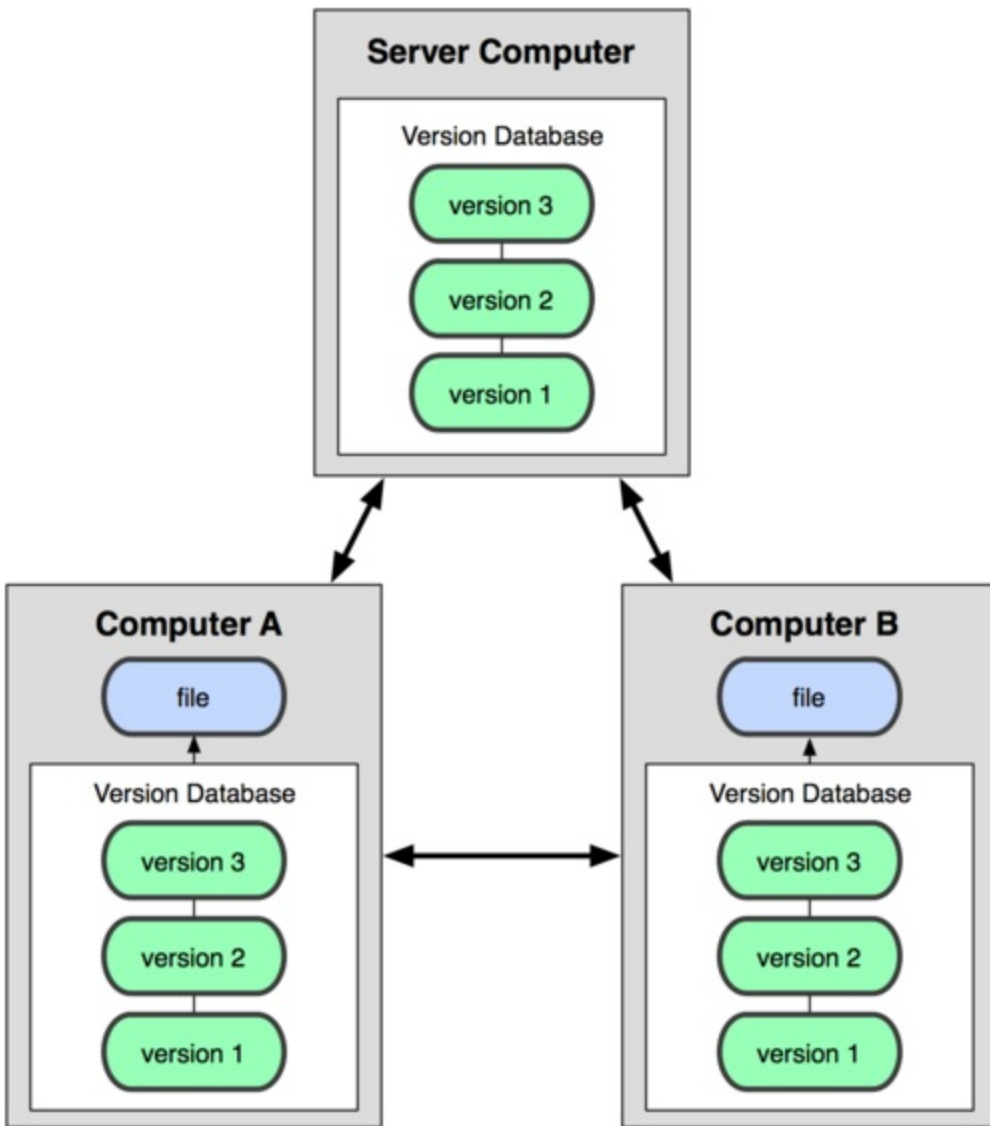 Server Computer
Version Database
version 3
version 2
version 1
Computer A
file
Version Database
version 3
version 2
version 1
Computer B
file
Version Database
version 3
version 2
version 1